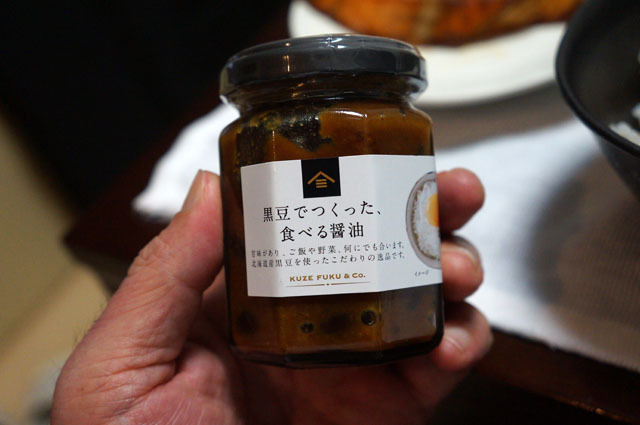 黒豆でつくった、
食べる醤油
甘味があり、ご飯や野菜、何にでも合います。
北海道産黒豆を使ったこだわりの逸品です。
KUZE FUKU & Co.
イメージ